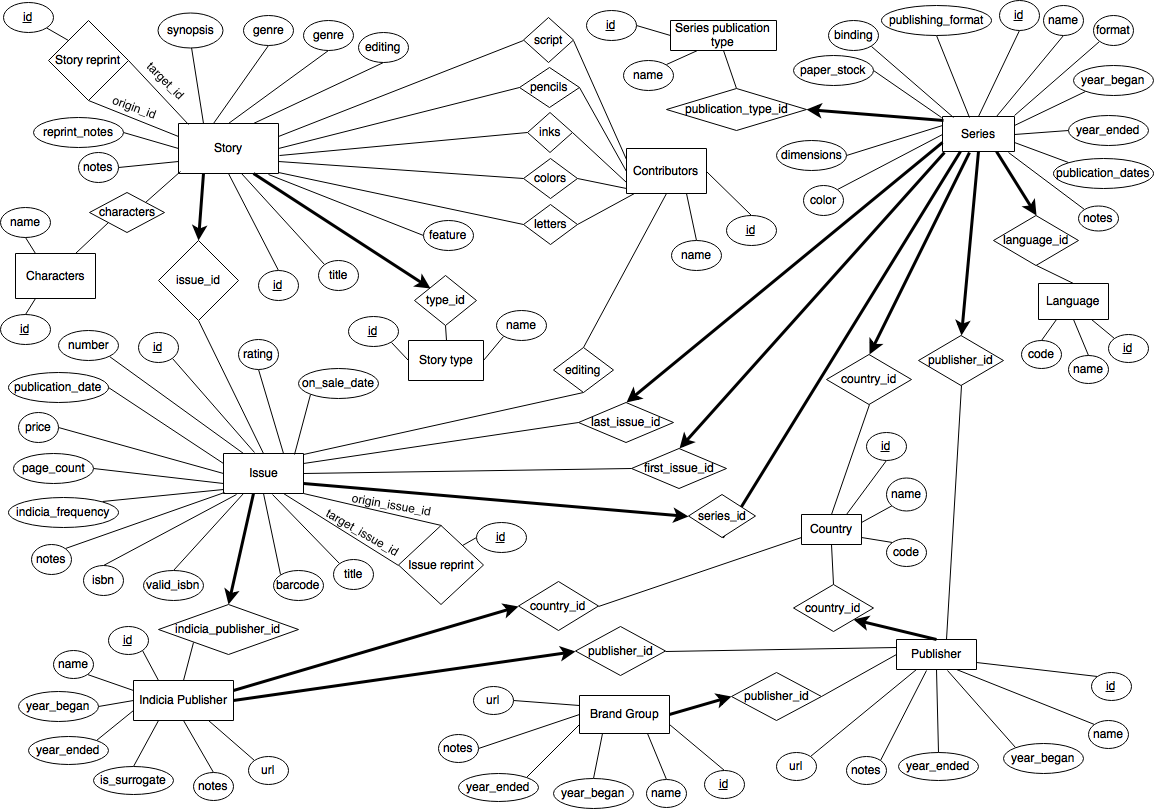 id
synopsis
genre
genre
editing
Story reprint
target_id
origin_id
reprint_notes
notes
Story
script
pencils
inks
colors
letters
Contributors
name
id
id
Series publication
type
name
publication_type_id
binding
publishing_format
id
name
format
paper_stock
year_began
year_ended
publication_dates
notes
dimensions
color
Series
language_id
Language
code
name
id
characters
name
Characters
id
issue_id
id
title
feature
type_id
id
name
Story type
editing
last_issue_id
first_issue_id
series_id
country_id
publisher_id
number
id
rating
on_sale_date
publication_date
price
page_count
indicia_frequency
notes
isbn
valid_isbn
barcode
title
Issue
origin_issue_id
target_issue_id
Issue reprint
id
id
name
code
Country
country_id
country_id
indicia_publisher_id
id
name
year_began
year_ended
is_surrogate
notes
url
Indicia Publisher
publisher_id
publisher_id
url
notes
year_ended
year_began
name
id
Brand Group
Publisher
id
name
year_began
year_ended
notes
url